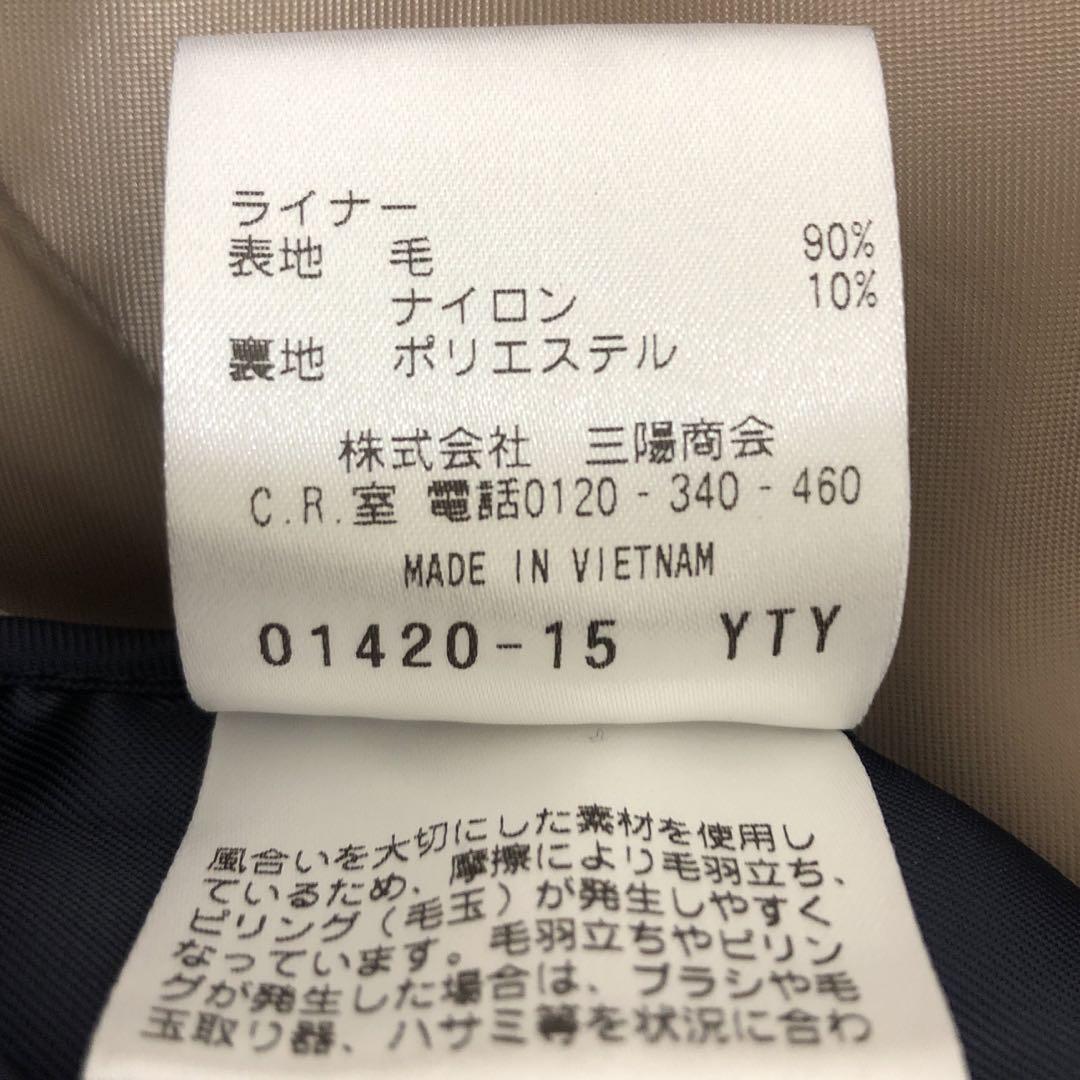 ライナー
表地 毛 90%
ナイロン 10%
裏地 ポリエステル
株式会社 三陽商会
C.R.室 電話0120-340-460
MADE IN VIETNAM
01420-15 YTY
風合いを大切にした素材を使用し
ているため、摩擦により毛羽立ち、
ピリング(毛玉)が発生しやすく
なっています。毛羽立ちやピリン
グが発生した場合は、ブラシや毛
玉取り器、ハサミ等を状況に合わ